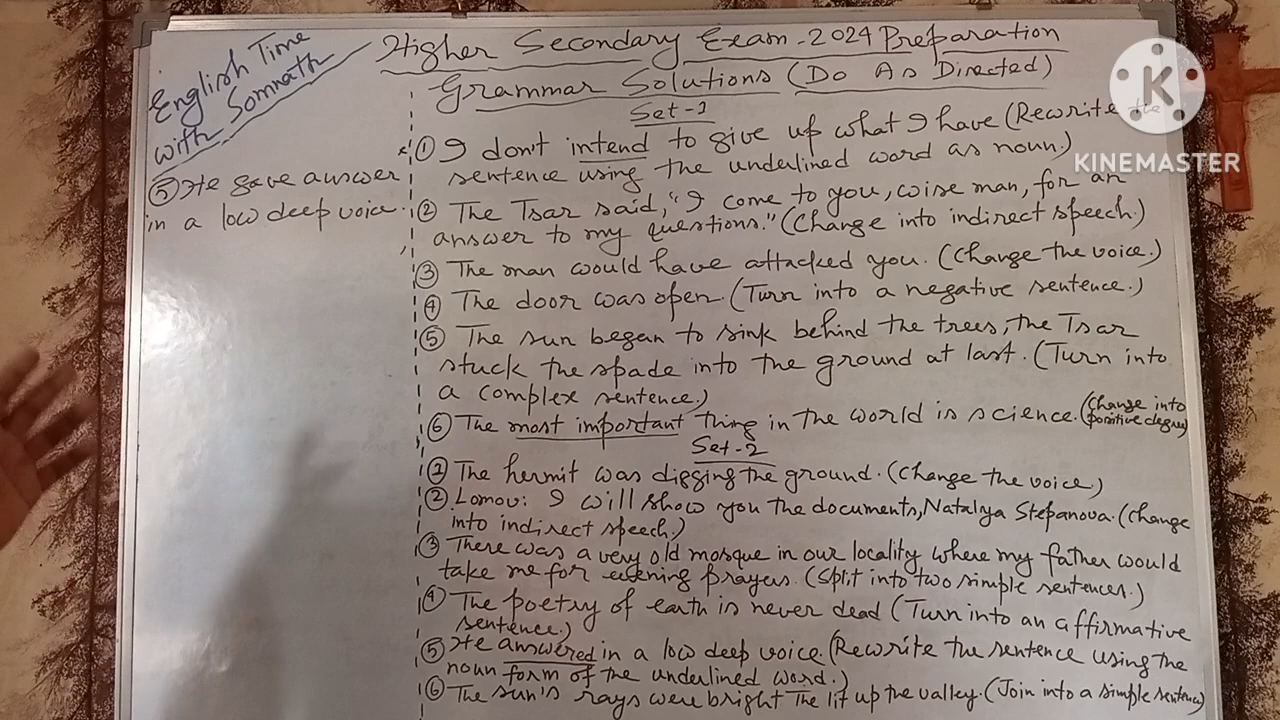 English Time
with Somnath
Higher Secondary Exam-2024 Preparation
Grammar Solutions (Do As Directed)
Set-1
⑤ He gave answer
in a low deep voice.
① I don't intend to give up what I have (Rewrite the
sentence using the underlined word as noun.)
② The Tsar said, "I come to you, wise man, for an
answer to my questions." (Change into indirect speech.)
③ The man would have attacked you. (Change the voice.)
④ The door was open. (Turn into a negative sentence.)
⑤ The sun began to sink behind the trees, the Tsar
stuck the spade into the ground at last. (Turn into
a complex sentence.)
⑥ The most important thing in the world is science. (Change into
positive degree)
Set-2
① The hermit was digging the ground. (Change the voice)
② Lomov: I will show you the documents, Natalya Stepanova. (Change
into indirect speech.)
③ There was a very old mosque in our locality where my father would
take me for evening prayers. (Split into two simple sentences.)
④ The poetry of earth is never dead (Turn into an affirmative
sentence.)
⑤ He answered in a low deep voice. (Rewrite the sentence using the
noun form of the underlined word.)
⑥ The sun's rays were bright The lit up the valley. (Join into a simple sentence)
K
KINEMASTER